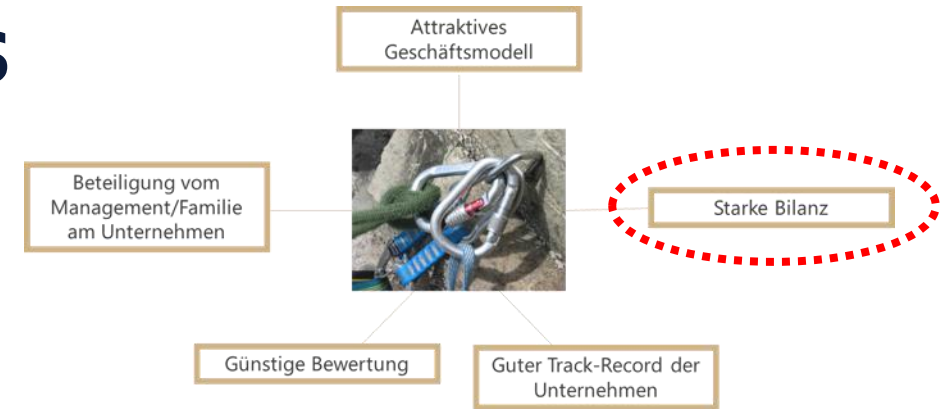 s
Attraktives
Geschäftsmodell
Beteiligung vom
Management/Familie
am Unternehmen
Starke Bilanz
Günstige Bewertung
Guter Track-Record der
Unternehmen